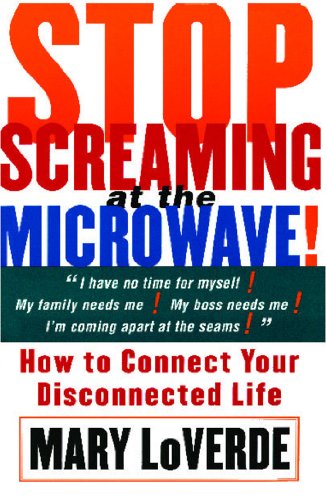 STOP
SCREAMING
at the
MICROWAVE!
“I have no time for myself!
My family needs me! My boss needs me!
I'm coming apart at the seams!”
How to Connect Your
Disconnected Life
MARY LoVERDE